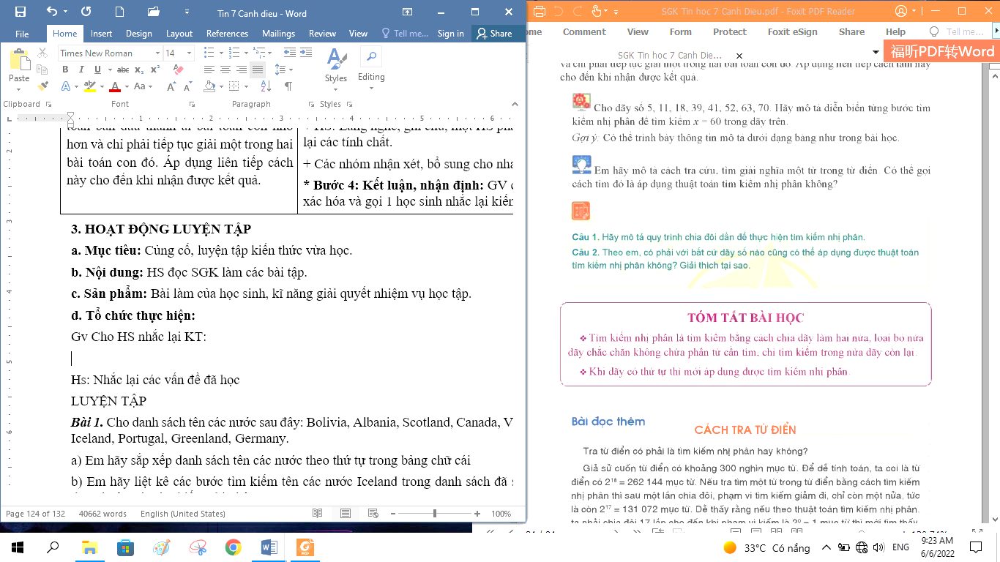 Tin 7 Canh dieu - Word
File Home Insert Design Layout References Mailings Review View Tell me... Sign in Share
Paste
Times New Roman 14
Styles
Editing
Clipboard Font Paragraph Styles
toán ban đầu thành ai bài toán con nhỏ
hơn và chỉ phải tiếp tục giải một trong hai
bài toán con đó. Áp dụng liên tiếp cách
này cho đến khi nhận được kết quả.
+ HS: Lắng nghe, ghi chú, một HS phá
lại các tính chất.
+ Các nhóm nhận xét, bổ sung cho nha
* Bước 4: Kết luận, nhận định: GV c
xác hóa và gọi 1 học sinh nhắc lại kiến
3. HOẠT ĐỘNG LUYỆN TẬP
a. Mục tiêu: Củng cố, luyện tập kiến thức vừa học.
b. Nội dung: HS đọc SGK làm các bài tập.
c. Sản phẩm: Bài làm của học sinh, kĩ năng giải quyết nhiệm vụ học tập.
d. Tổ chức thực hiện:
Gv Cho HS nhắc lại KT:
Hs: Nhắc lại các vấn đề đã học
LUYỆN TẬP
Bài 1. Cho danh sách tên các nước sau đây: Bolivia, Albania, Scotland, Canada, V
Iceland, Portugal, Greenland, Germany.
a) Em hãy sắp xếp danh sách tên các nước theo thứ tự trong bảng chữ cái
b) Em hãy liệt kê các bước tìm kiếm tên các nước Iceland trong danh sách đã s
Page 124 of 132 40662 words English (United States) 100%
SGK Tin hoc 7 Canh Dieu.pdf - Foxit PDF Reader
ome Comment View Form Protect Foxit eSign Share Help Tell me...
SGK Tin hoc 7 Canh Die...
福昕PDF转Word
và chỉ phải tiếp tục giải một trong hai bài toán con đó. Áp dụng liên tiếp cách làm này
cho đến khi nhận được kết quả.
Cho dãy số 5, 11, 18, 39, 41, 52, 63, 70. Hãy mô tả diễn biến từng bước tìm
kiếm nhị phân để tìm kiếm x = 60 trong dãy trên.
Gợi ý: Có thể trình bày thông tin mô tả dưới dạng bảng như trong bài học.
Em hãy mô tả cách tra cứu, tìm giải nghĩa một từ trong từ điển. Có thể gọi
cách tìm đó là áp dụng thuật toán tìm kiếm nhị phân không?
Câu 1. Hãy mô tả quy trình chia đôi dần để thực hiện tìm kiếm nhị phân.
Câu 2. Theo em, có phải với bất cứ dãy số nào cũng có thể áp dụng được thuật toán
tìm kiếm nhị phân không? Giải thích tại sao.
TÓM TẮT BÀI HỌC
❖ Tìm kiếm nhị phân là tìm kiếm bằng cách chia dãy làm hai nửa, loại bỏ nửa
dãy chắc chắn không chứa phần tử cần tìm, chỉ tìm kiếm trong nửa dãy còn lại.
❖ Khi dãy có thứ tự thì mới áp dụng được tìm kiếm nhị phân.
Bài đọc thêm
CÁCH TRA TỪ ĐIỂN
Tra từ điển có phải là tìm kiếm nhị phân hay không?
Giả sử cuốn từ điển có khoảng 300 nghìn mục từ. Để dễ tính toán, ta coi là từ
điển có 2¹⁸ = 262 144 mục từ. Nếu tra tìm một từ trong từ điển bằng cách tìm kiếm
nhị phân thì sau một lần chia đôi, phạm vi tìm kiếm giảm đi, chỉ còn một nửa, tức
là còn 2¹⁷ = 131 072 mục từ. Dễ thấy rằng nếu theo thuật toán tìm kiếm nhị phân,
ta phải chia đôi 17 lần cho đến khi phạm vi kiếm là 2⁰ = 1 mục từ thì mới tìm thấy.
33°C Có nắng ENG 9:23 AM
6/6/2022